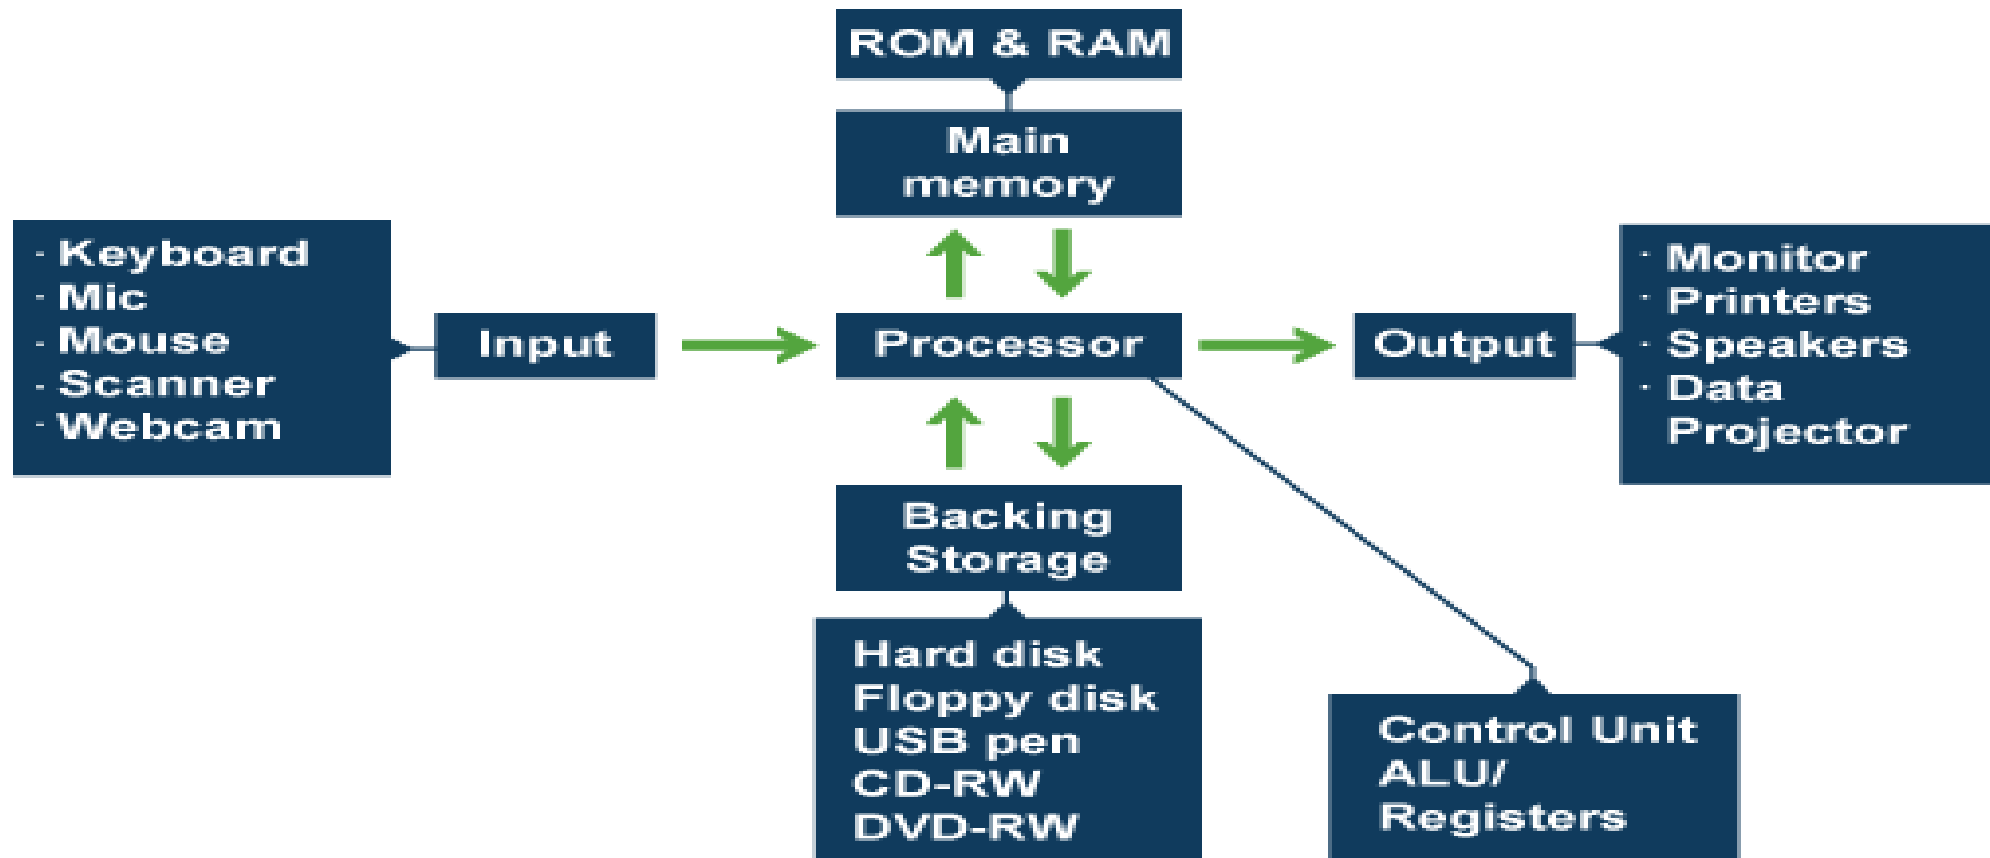 ROM & RAM
Main
memory
· Keyboard
· Mic
· Mouse
· Scanner
· Webcam
Input
Processor
Output
· Monitor
· Printers
· Speakers
· Data
Projector
Backing
Storage
Hard disk
Floppy disk
USB pen
CD-RW
DVD-RW
Control Unit
ALU/
Registers